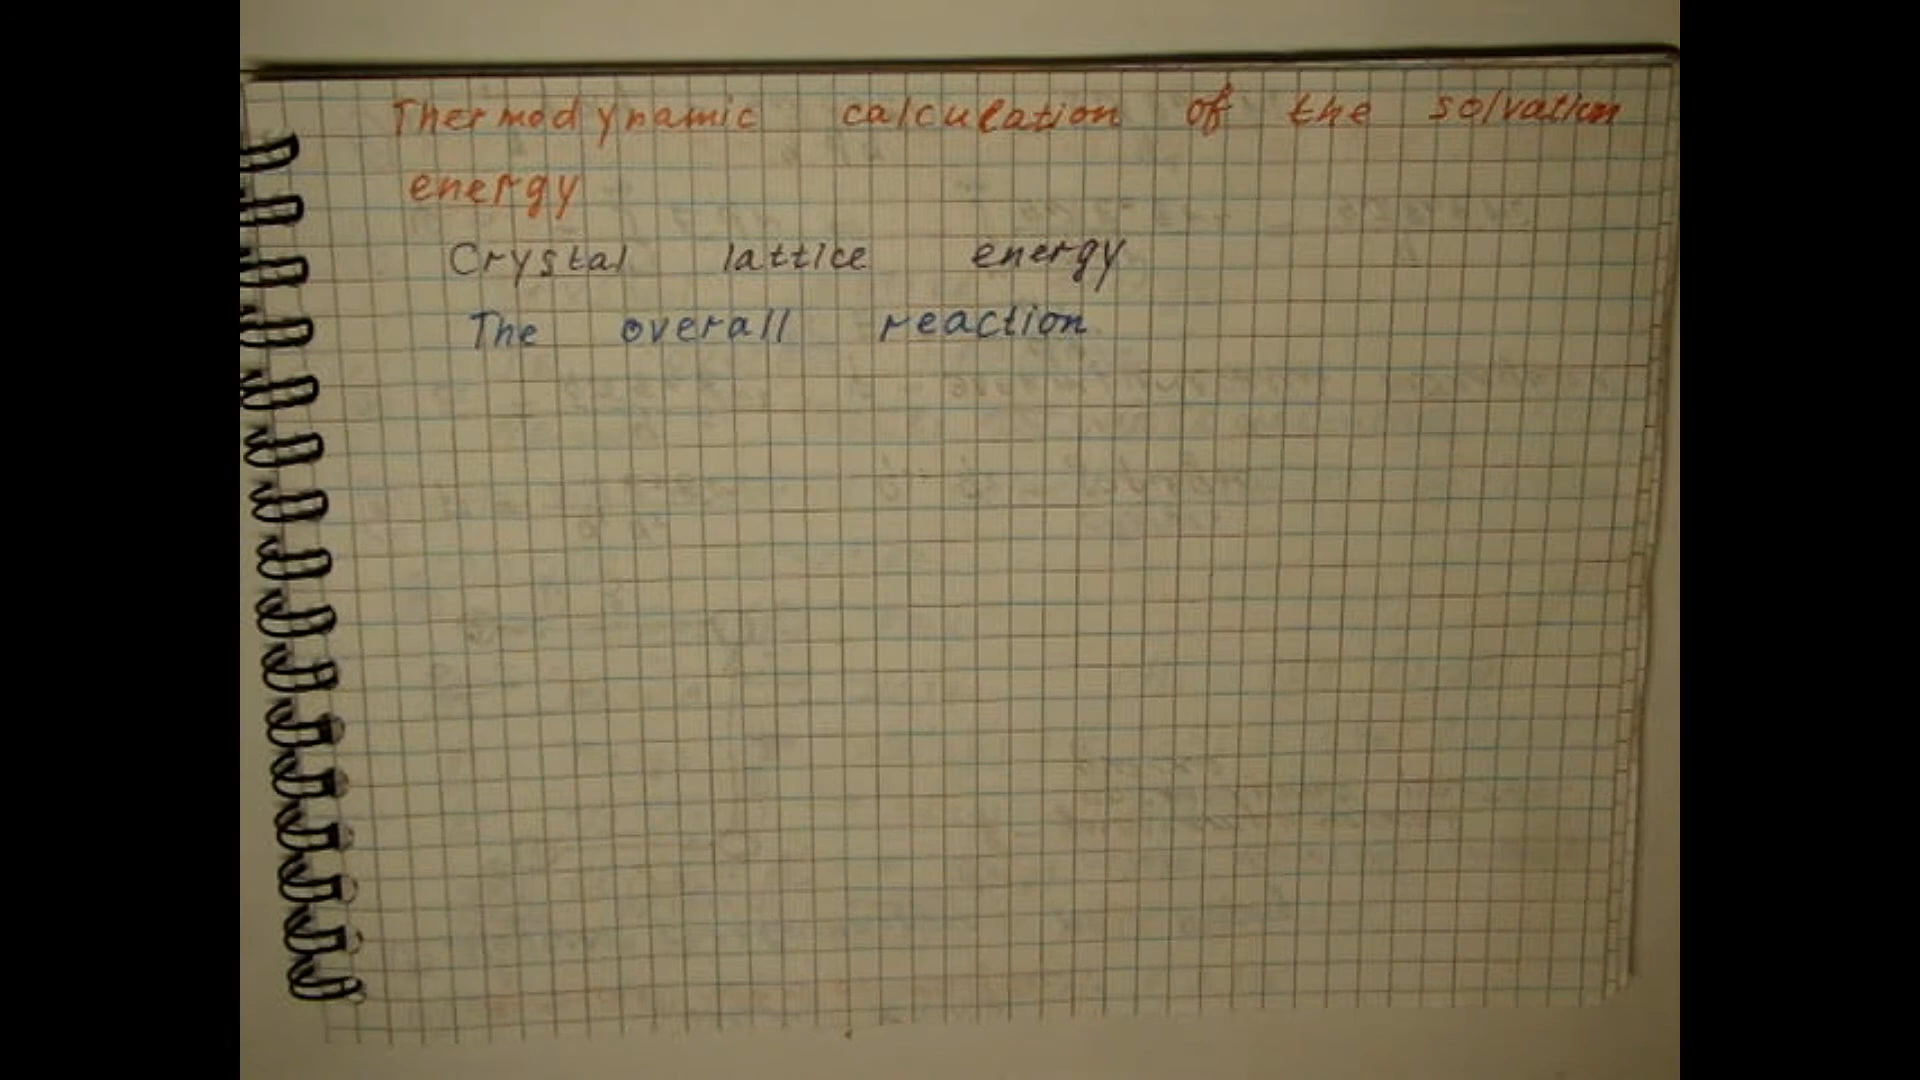 Thermodynamic calculation of the solvation
energy
Crystal lattice energy
The overall reaction